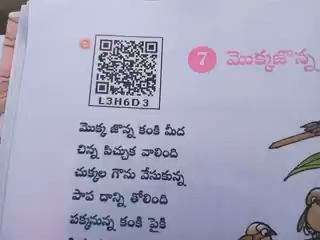 7 మొక్కజొన్న
L3H6D3
మొక్క జొన్న కంకి మీద
చిన్న పిచ్చుక వాలింది
చుక్కల గౌను వేసుకున్న
పాప దాన్ని తోలింది
పక్కనున్న కంకి పైకి